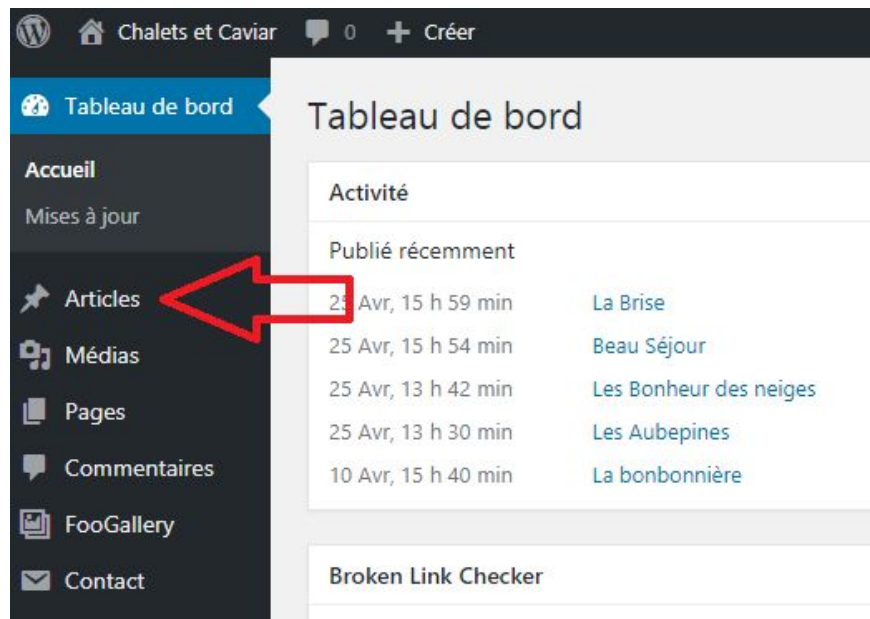 Chalets et Caviar 0 Créer
Tableau de bord
Accueil
Mises à jour
Articles
Médias
Pages
Commentaires
FooGallery
Contact
Tableau de bord
Activité
Publié récemment
25 Avr, 15 h 59 min La Brise
25 Avr, 15 h 54 min Beau Séjour
25 Avr, 13 h 42 min Les Bonheur des neiges
25 Avr, 13 h 30 min Les Aubepines
10 Avr, 15 h 40 min La bonbonnière
Broken Link Checker